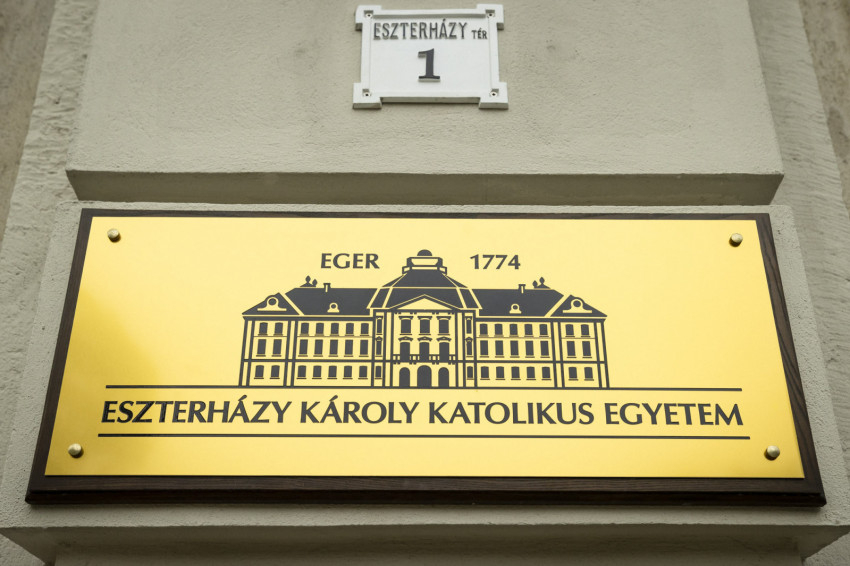 ESZTERHÁZY TÉR
1
EGER 1774
ESZTERHÁZY KÁROLY KATOLIKUS EGYETEM